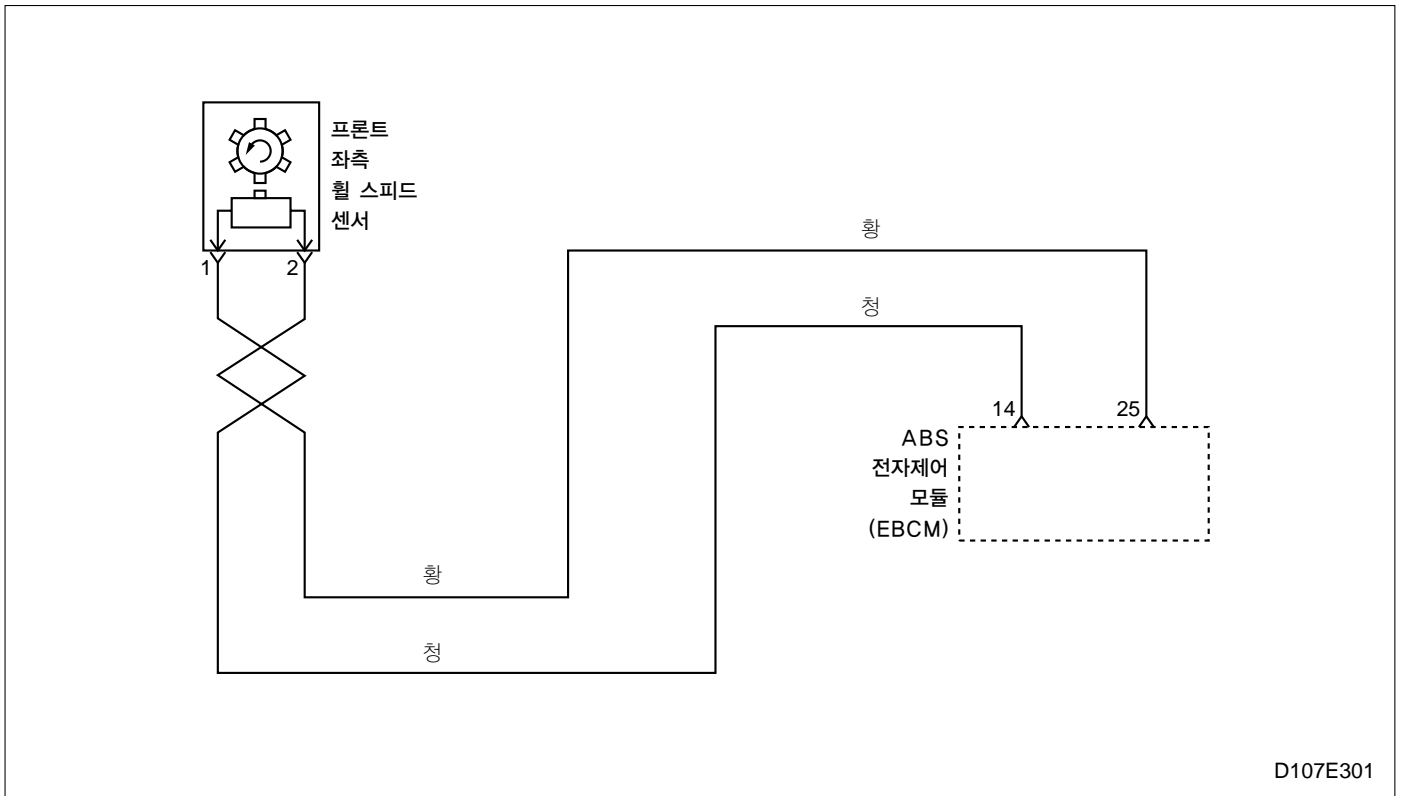 프론트
좌측
휠 스피드
센서
1
2
황
청
14
25
ABS
전자제어
모듈
(EBCM)
황
청
D107E301